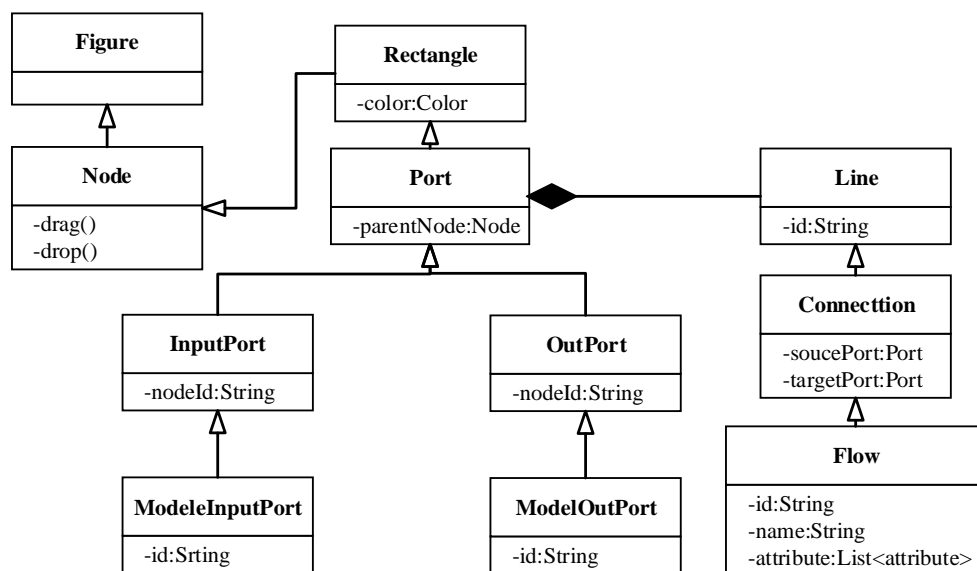 Figure
Rectangle
-color:Color
Node
-drag()
-drop()
Port
-parentNode:Node
Line
-id:String
InputPort
-nodeId:String
OutPort
-nodeId:String
Connecttion
-soucePort:Port
-targetPort:Port
ModeleInputPort
-id:Srting
ModelOutPort
-id:String
Flow
-id:String
-name:String
-attribute:List<attribute>